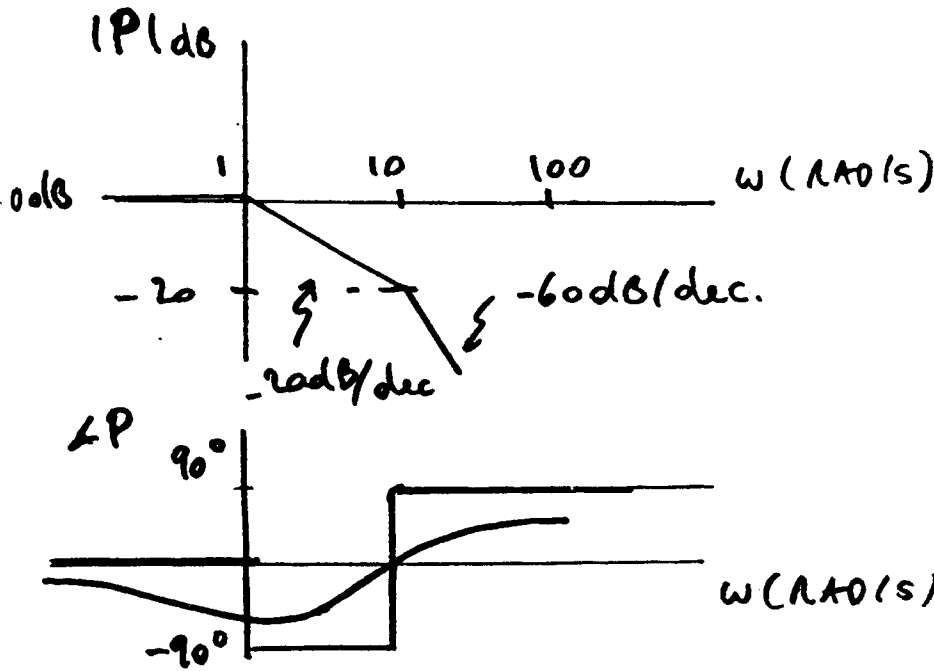 |P|dB
1 10 100 ω (RAD/S)
0dB
-20
-60dB/dec.
-20dB/dec
∠P
90°
ω (RAD/S)
-90°